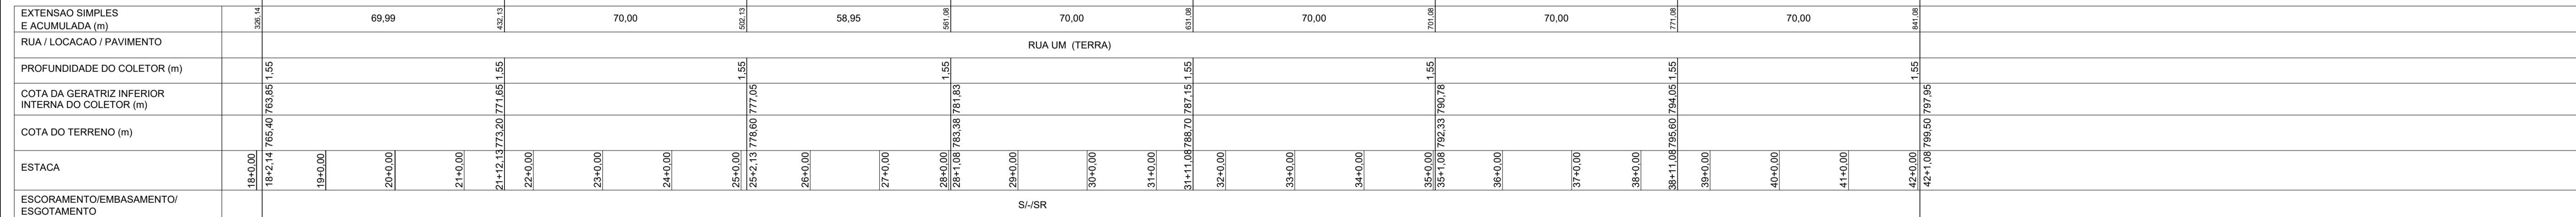 EXTENSAO SIMPLES
E ACUMULADA (m)
326,14 69,99 432,13 70,00 502,13 58,95 561,08 70,00 631,08 70,00 701,08 70,00 771,08 70,00 841,08
RUA / LOCACAO / PAVIMENTO
RUA UM (TERRA)
PROFUNDIDADE DO COLETOR (m)
1,55 1,55 1,55 1,55 1,55 1,55 1,55 1,55
COTA DA GERATRIZ INFERIOR
INTERNA DO COLETOR (m)
763,85 771,65 777,05 781,83 787,15 790,78 794,05 797,95
COTA DO TERRENO (m)
765,40 773,20 778,60 783,38 788,70 792,33 795,60 799,50
ESTACA
18+0,00 18+2,14 19+0,00 20+0,00 21+0,00 21+12,13 22+0,00 23+0,00 24+0,00 25+0,00 25+2,13 26+0,00 27+0,00 28+0,00 28+1,08 29+0,00 30+0,00 31+0,00 31+11,08 32+0,00 33+0,00 34+0,00 35+0,00 35+1,08 36+0,00 37+0,00 38+0,00 38+11,08 39+0,00 40+0,00 41+0,00 42+0,00 42+1,08
ESCORAMENTO/EMBASAMENTO/
ESGOTAMENTO
S/-/SR